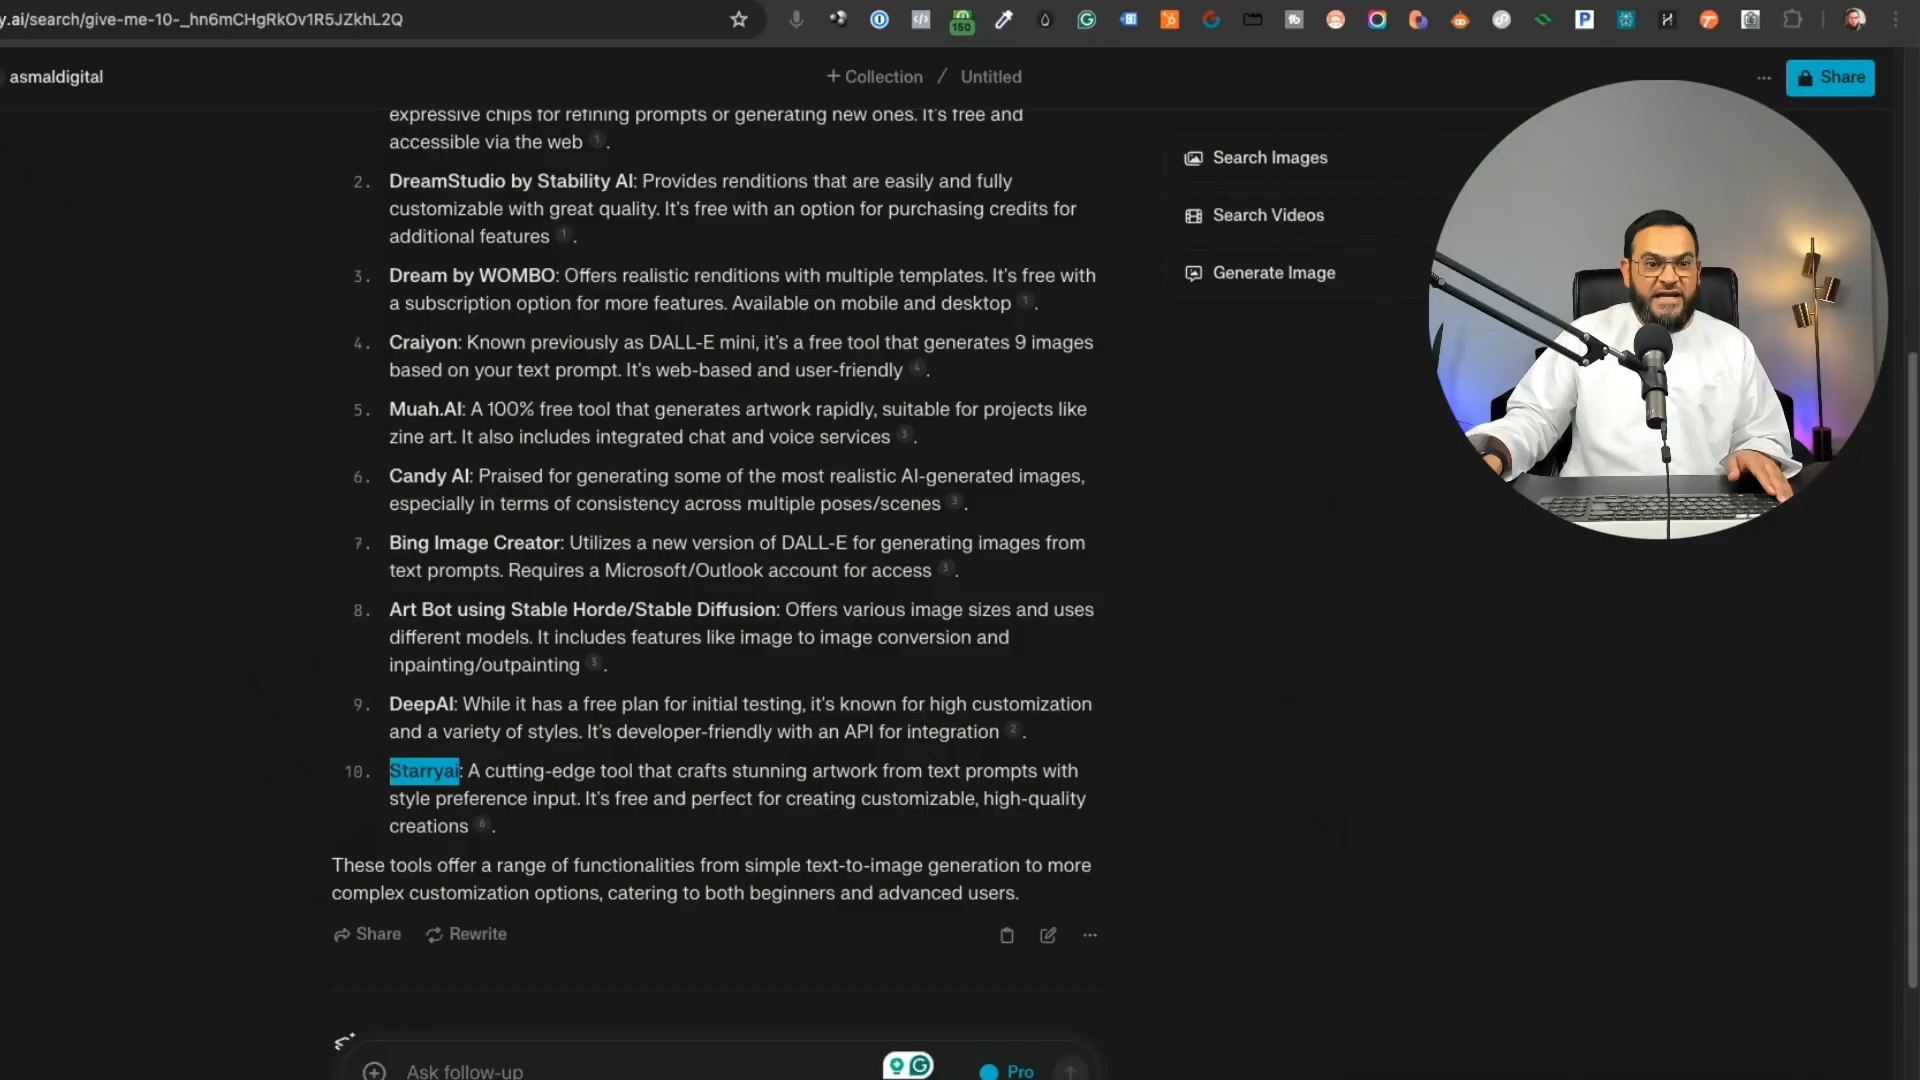 y.ai/search/give-me-10-_hn6mCHgRkOv1R5JZkhL2Q
150
asmaldigital
+ Collection / Untitled
Share
expressive chips for refining prompts or generating new ones. It's free and
accessible via the web 1.
2. DreamStudio by Stability AI: Provides renditions that are easily and fully
customizable with great quality. It's free with an option for purchasing credits for
additional features 1.
3. Dream by WOMBO: Offers realistic renditions with multiple templates. It's free with
a subscription option for more features. Available on mobile and desktop 1.
4. Craiyon: Known previously as DALL-E mini, it's a free tool that generates 9 images
based on your text prompt. It's web-based and user-friendly 4.
5. Muah.AI: A 100% free tool that generates artwork rapidly, suitable for projects like
zine art. It also includes integrated chat and voice services 3.
6. Candy AI: Praised for generating some of the most realistic AI-generated images,
especially in terms of consistency across multiple poses/scenes 3.
7. Bing Image Creator: Utilizes a new version of DALL-E for generating images from
text prompts. Requires a Microsoft/Outlook account for access 3.
8. Art Bot using Stable Horde/Stable Diffusion: Offers various image sizes and uses
different models. It includes features like image to image conversion and
inpainting/outpainting 3.
9. DeepAI: While it has a free plan for initial testing, it's known for high customization
and a variety of styles. It's developer-friendly with an API for integration 2.
10. Starryai: A cutting-edge tool that crafts stunning artwork from text prompts with
style preference input. It's free and perfect for creating customizable, high-quality
creations 6.
These tools offer a range of functionalities from simple text-to-image generation to more
complex customization options, catering to both beginners and advanced users.
Share Rewrite
Ask follow-up
Pro
Search Images
Search Videos
Generate Image